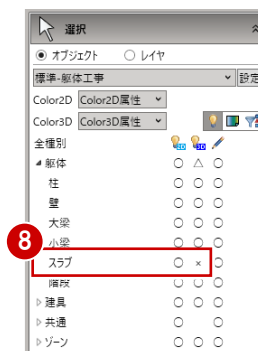 選択
オブジェクト レイヤ
標準-躯体工事 設定
Color2D Color2D属性
Color3D Color3D属性
全種別 2D 3D
躯体 ○ △ ○
柱 ○ ○ ○
壁 ○ ○ ○
大梁 ○ ○ ○
8 小梁 ○ ○ ○
スラブ ○ × ○
階段 ○ ○ ○
建具 ○ ○ ○
共通 ○ ○
ゾーン ○ ○ ○